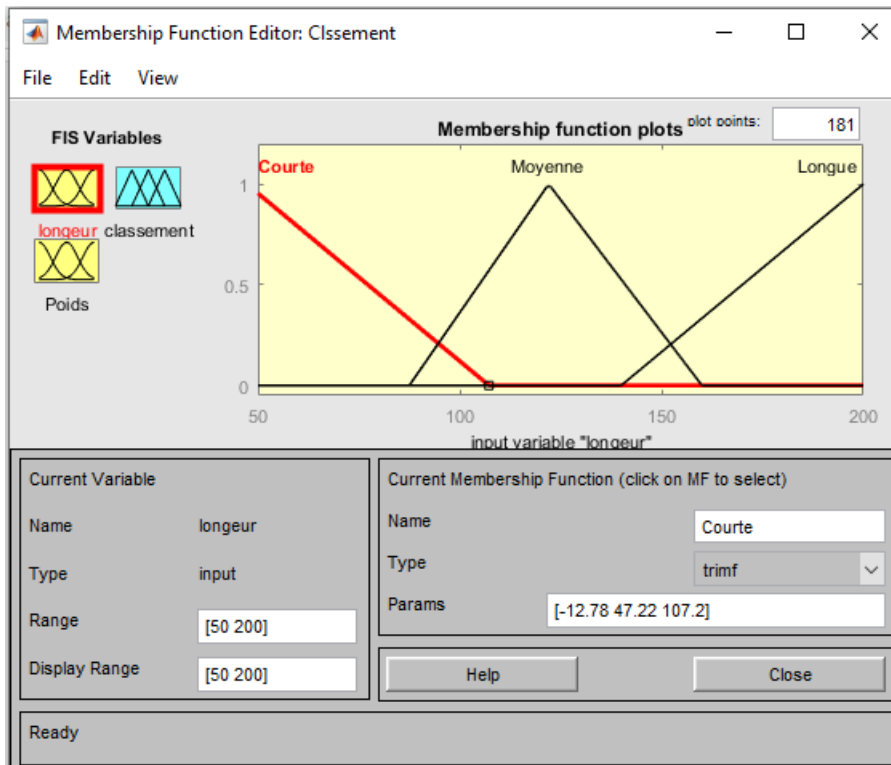 Membership Function Editor: Clssement
File Edit View
FIS Variables
longeur classement
Poids
Membership function plots plot points: 181
Courte Moyenne Longue
1
0.5
0
50 100 150 200
input variable "longeur"
Current Variable
Name longeur
Type input
Range [50 200]
Display Range [50 200]
Current Membership Function (click on MF to select)
Name Courte
Type trimf
Params [-12.78 47.22 107.2]
Help Close
Ready